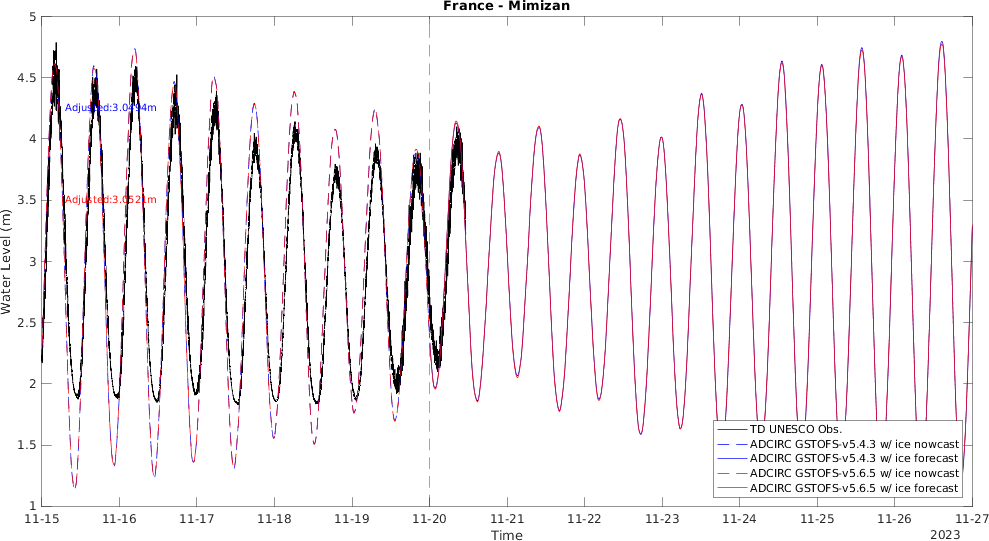 France - Mimizan
5
4.5
4
3.5
3
2.5
2
1.5
1
Water Level (m)
Adjusted:3.0494m
Adjusted:3.0521m
TD UNESCO Obs.
ADCIRC GSTOFS-v5.4.3 w/ ice nowcast
ADCIRC GSTOFS-v5.4.3 w/ ice forecast
ADCIRC GSTOFS-v5.6.5 w/ ice nowcast
ADCIRC GSTOFS-v5.6.5 w/ ice forecast
11-15 11-16 11-17 11-18 11-19 11-20 11-21 11-22 11-23 11-24 11-25 11-26 11-27
Time
2023